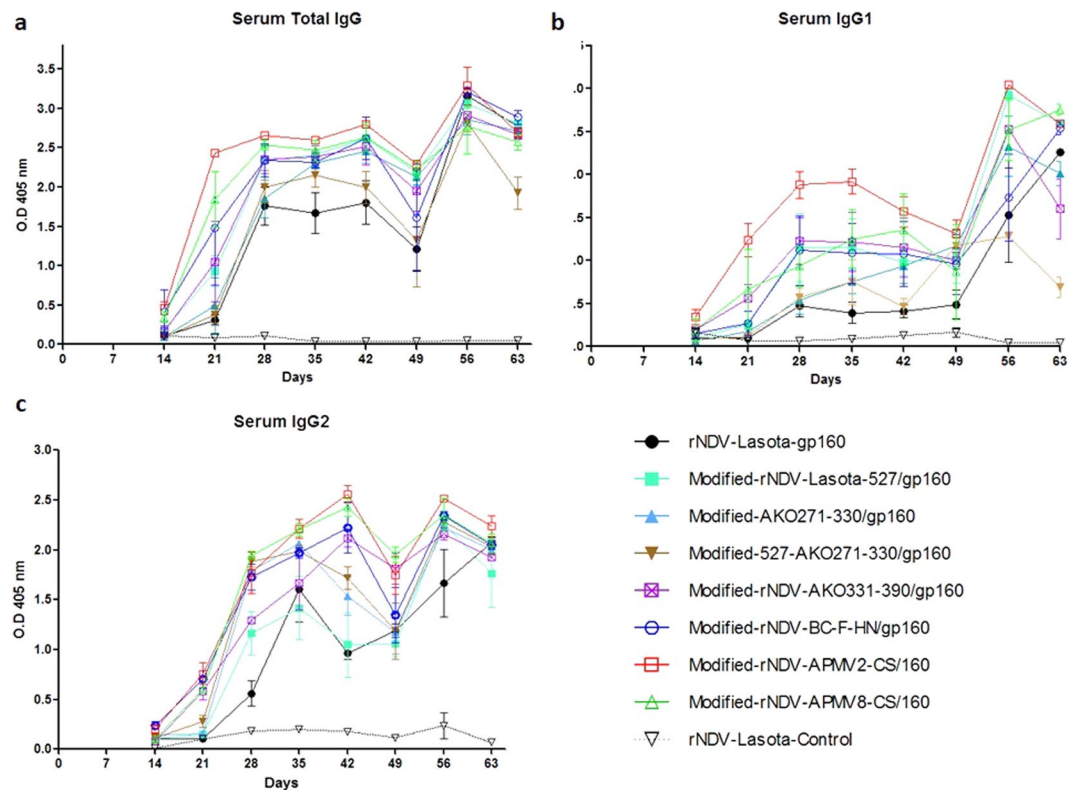 a
Serum Total IgG
3.5
3.0
2.5
2.0
1.5
1.0
0.5
0.0
O.D 405 nm
0 7 14 21 28 35 42 49 56 63
Days
b
Serum IgG1
.5
.0
.5
.0
.5
.0
.5
.0
0 7 14 21 28 35 42 49 56 63
Days
c
Serum IgG2
3.0
2.5
2.0
1.5
1.0
0.5
0.0
O.D 405 nm
0 7 14 21 28 35 42 49 56 63
Days
rNDV-Lasota-gp160
Modified-rNDV-Lasota-527/gp160
Modified-AKO271-330/gp160
Modified-527-AKO271-330/gp160
Modified-rNDV-AKO331-390/gp160
Modified-rNDV-BC-F-HN/gp160
Modified-rNDV-APMV2-CS/160
Modified-rNDV-APMV8-CS/160
rNDV-Lasota-Control